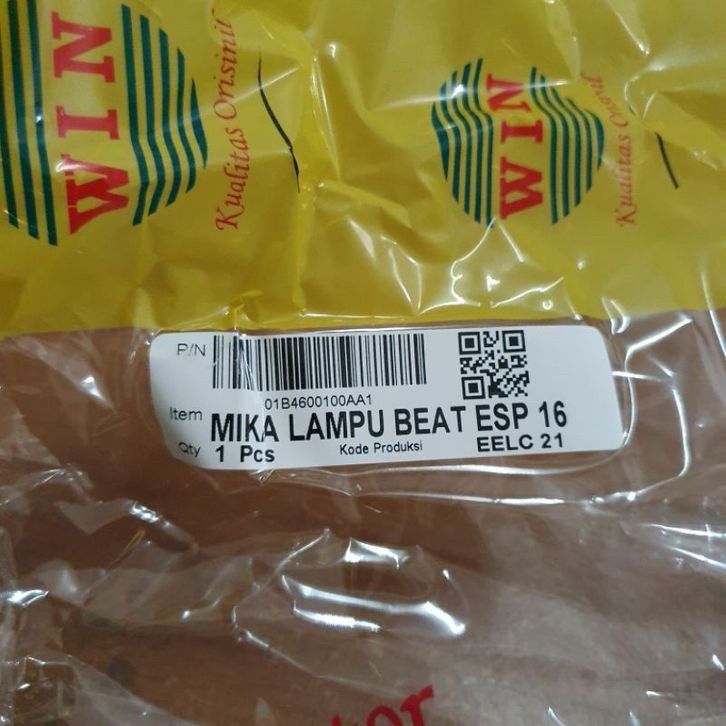 WIN
Kualitas Orisinil
WIN
Kualitas Orisinil
P/N
01B4600100AA1
Item MIKA LAMPU BEAT ESP 16
Qty 1 Pcs Kode Produksi EELC 21